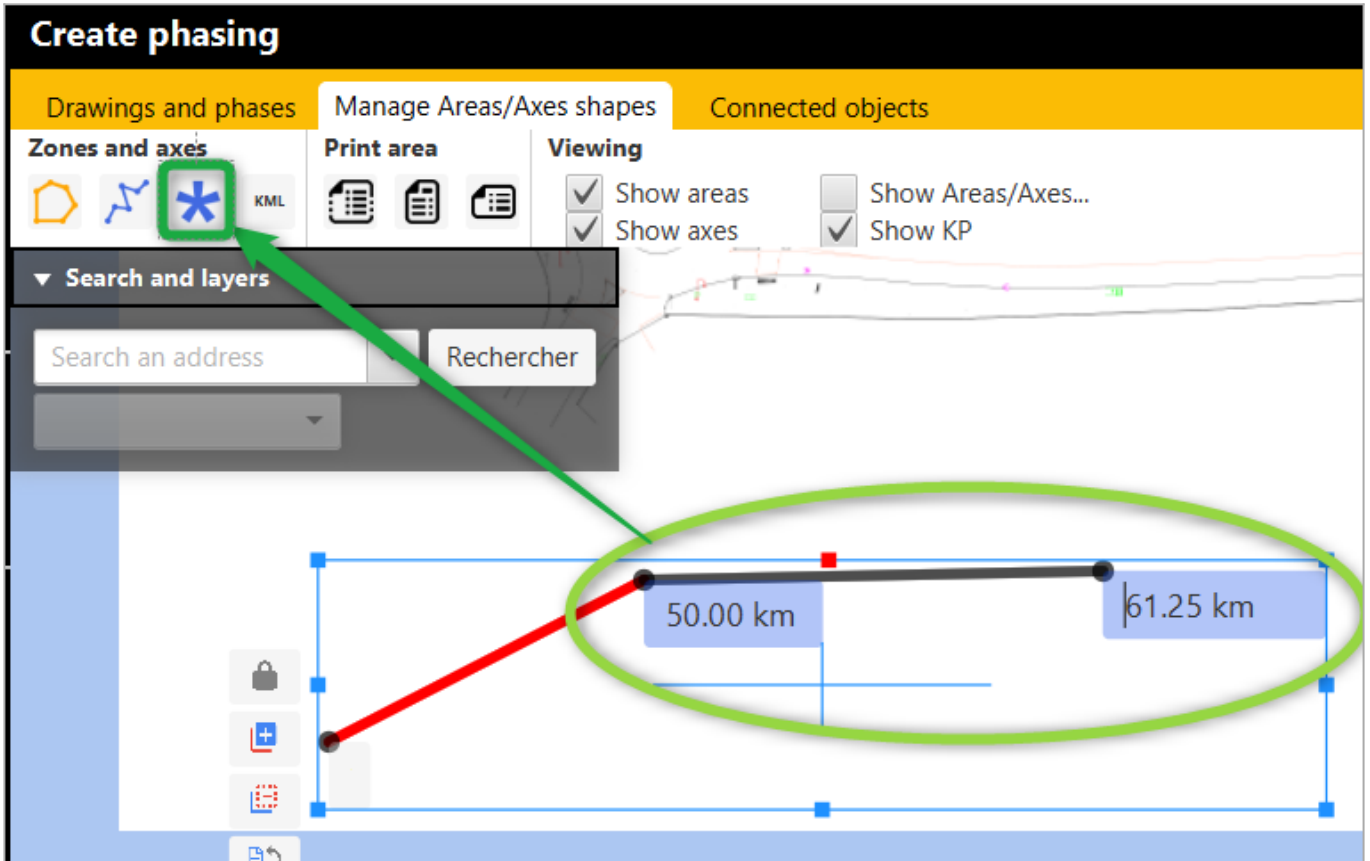 Create phasing
Drawings and phases Manage Areas/Axes shapes Connected objects
Zones and axes Print area Viewing
KML
Show areas Show Areas/Axes...
Show axes Show KP
Search and layers
Search an address Rechercher
50.00 km 61.25 km